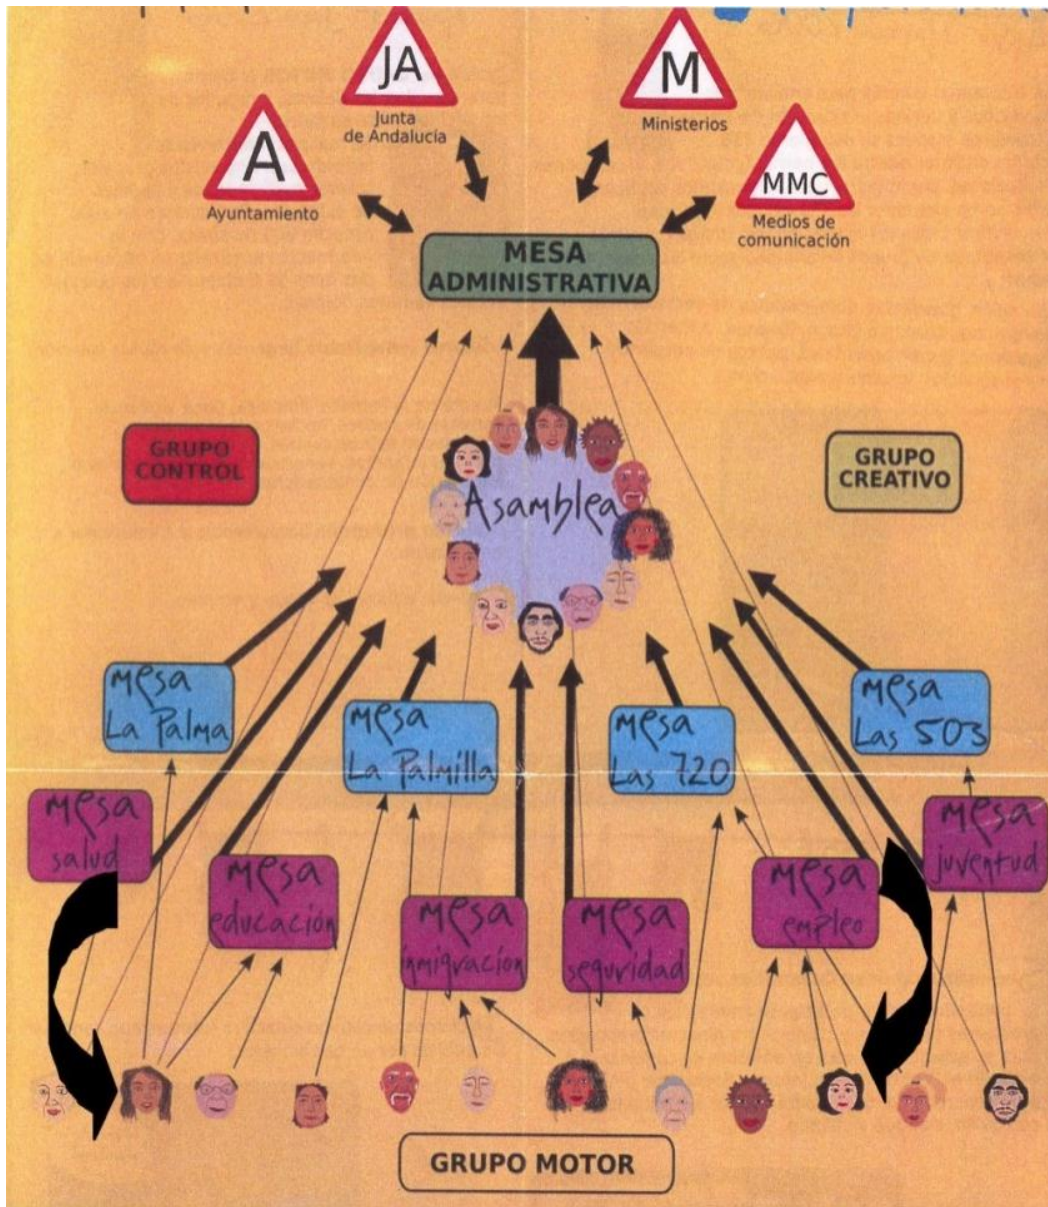 JA
Junta
de Andalucía
M
Ministerios
A
Ayuntamiento
MMC
Medios de
comunicación
MESA
ADMINISTRATIVA
GRUPO
CONTROL
GRUPO
CREATIVO
Asamblea
mesa
La Palma
mesa
La Palmilla
mesa
Las 720
mesa
Las 503
mesa
salud
mesa
educación
mesa
inmigración
mesa
seguridad
mesa
empleo
mesa
juventud
GRUPO MOTOR